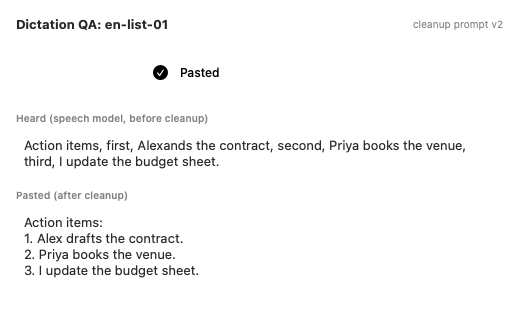 Dictation QA: en-list-01
cleanup prompt v2
Pasted
Heard (speech model, before cleanup)
Action items, first, Alexands the contract, second, Priya books the venue,
third, I update the budget sheet.
Pasted (after cleanup)
Action items:
1. Alex drafts the contract.
2. Priya books the venue.
3. I update the budget sheet.